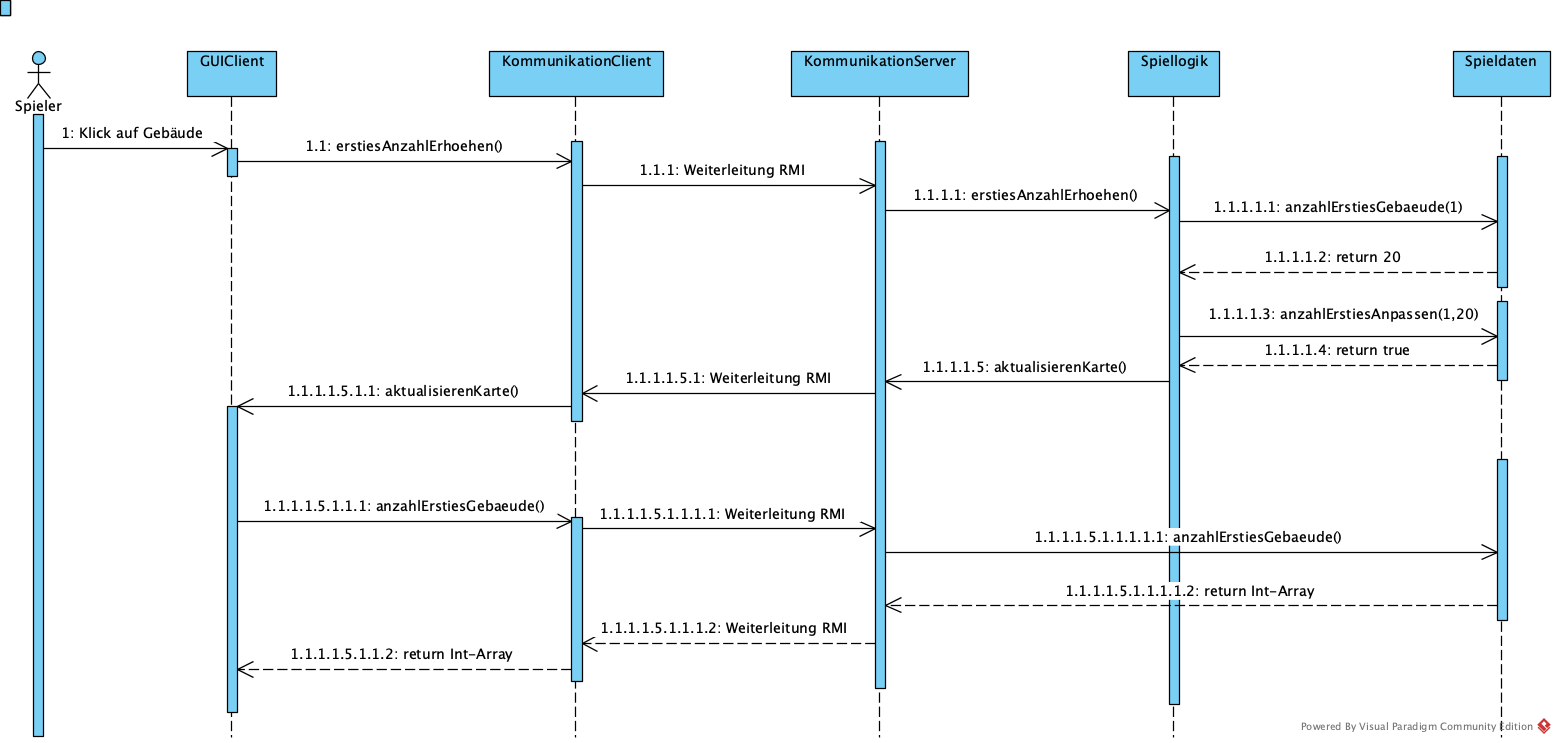 GUIClient
KommunikationClient
KommunikationServer
Spiellogik
Spieldaten
Spieler
1: Klick auf Gebäude
1.1: erstiesAnzahlErhoehen()
1.1.1: Weiterleitung RMI
1.1.1.1: erstiesAnzahlErhoehen()
1.1.1.1.1: anzahlErstiesGebaeude(1)
1.1.1.1.2: return 20
1.1.1.1.3: anzahlErstiesAnpassen(1,20)
1.1.1.1.4: return true
1.1.1.1.5: aktualisierenKarte()
1.1.1.1.5.1: Weiterleitung RMI
1.1.1.1.5.1.1: aktualisierenKarte()
1.1.1.1.5.1.1.1: anzahlErstiesGebaeude()
1.1.1.1.5.1.1.1.1: Weiterleitung RMI
1.1.1.1.5.1.1.1.1.1: anzahlErstiesGebaeude()
1.1.1.1.5.1.1.1.1.2: return Int-Array
1.1.1.1.5.1.1.1.2: Weiterleitung RMI
1.1.1.1.5.1.1.2: return Int-Array
Powered By Visual Paradigm Community Edition